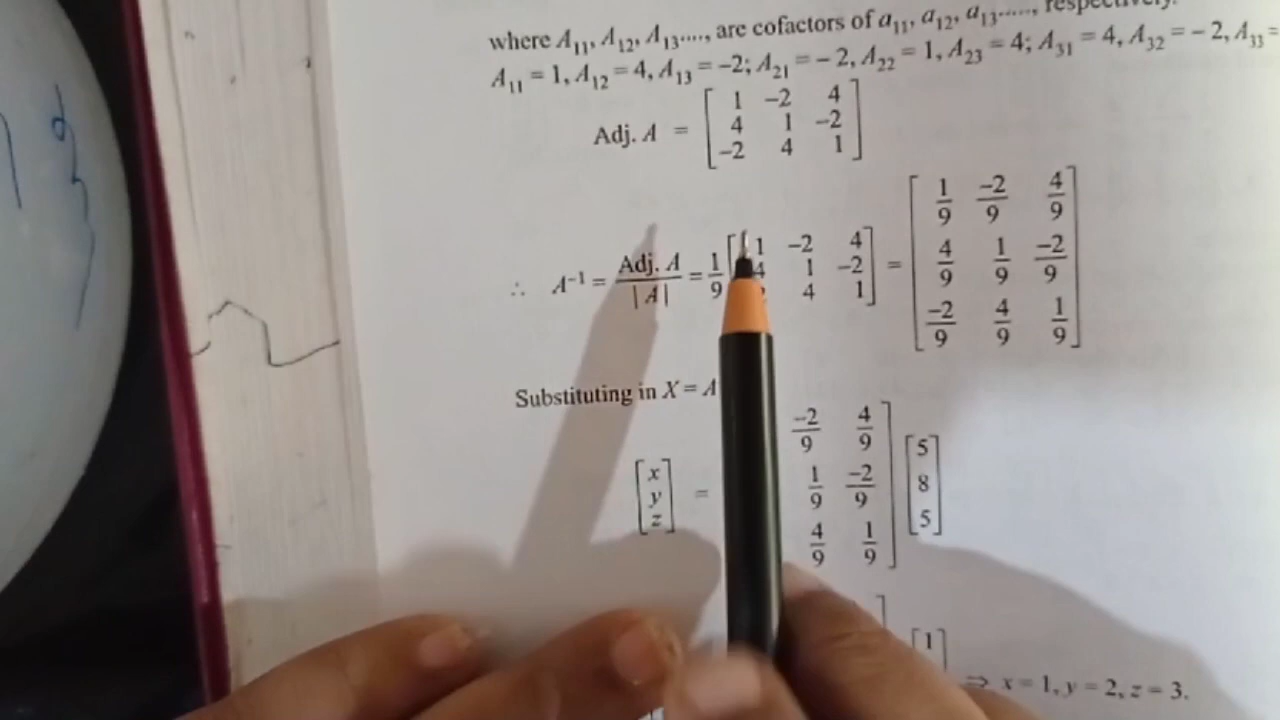 where A₁₁, A₁₂, A₁₃....., are cofactors of a₁₁, a₁₂, a₁₃....., respectively.
A₁₁ = 1, A₁₂ = 4, A₁₃ = –2; A₂₁ = – 2, A₂₂ = 1, A₂₃ = 4; A₃₁ = 4, A₃₂ = – 2, A₃₃ =
Adj. A = [ 1 –2 4
4 1 –2
–2 4 1 ]
∴ A⁻¹ = Adj. A / | A | = 1/9 [ 1 –2 4
4 1 –2
4 1 ] = [ 1/9 –2/9 4/9
4/9 1/9 –2/9
–2/9 4/9 1/9 ]
Substituting in X = A
[ x y z ] = –2/9 4/9
1/9 –2/9
4/9 1/9 ] [ 5 8 5 ]
[ 1 ]
⇒ x = 1, y = 2, z = 3.